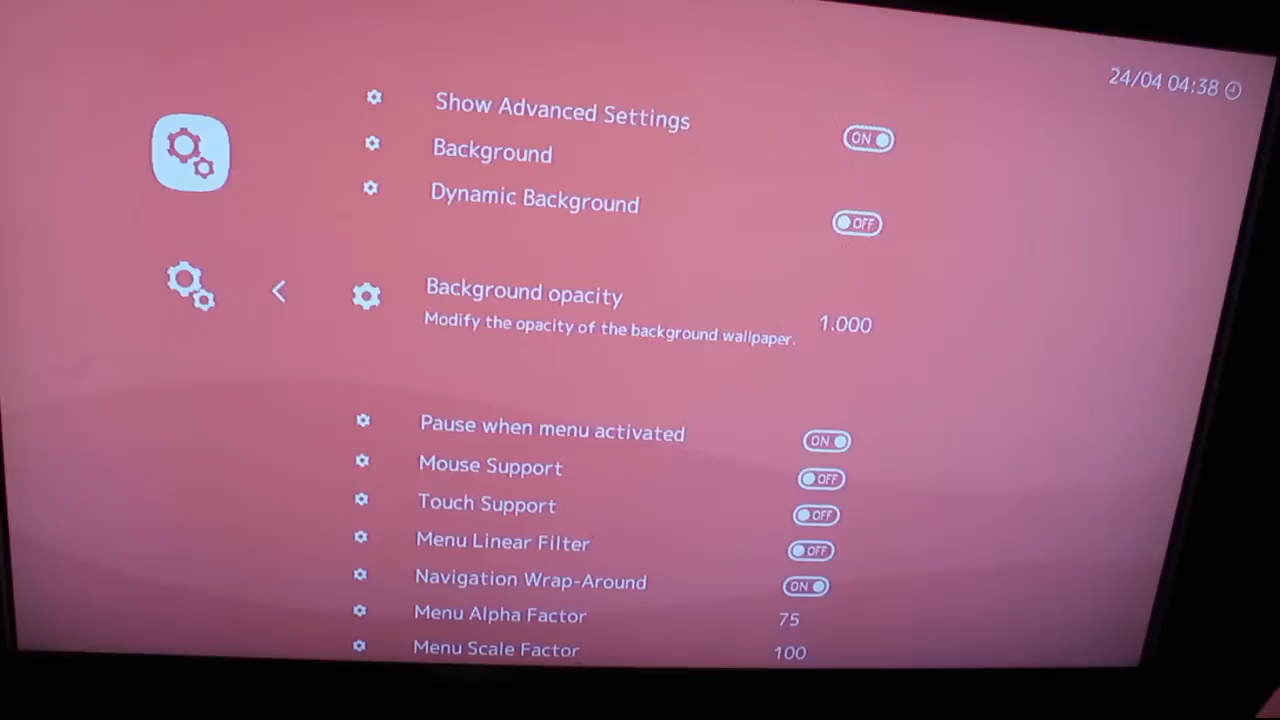 24/04 04:38
Show Advanced Settings
ON
Background
Dynamic Background
OFF
Background opacity
1.000
Modify the opacity of the background wallpaper.
Pause when menu activated
ON
Mouse Support
OFF
Touch Support
OFF
Menu Linear Filter
OFF
Navigation Wrap-Around
ON
Menu Alpha Factor
75
Menu Scale Factor
100